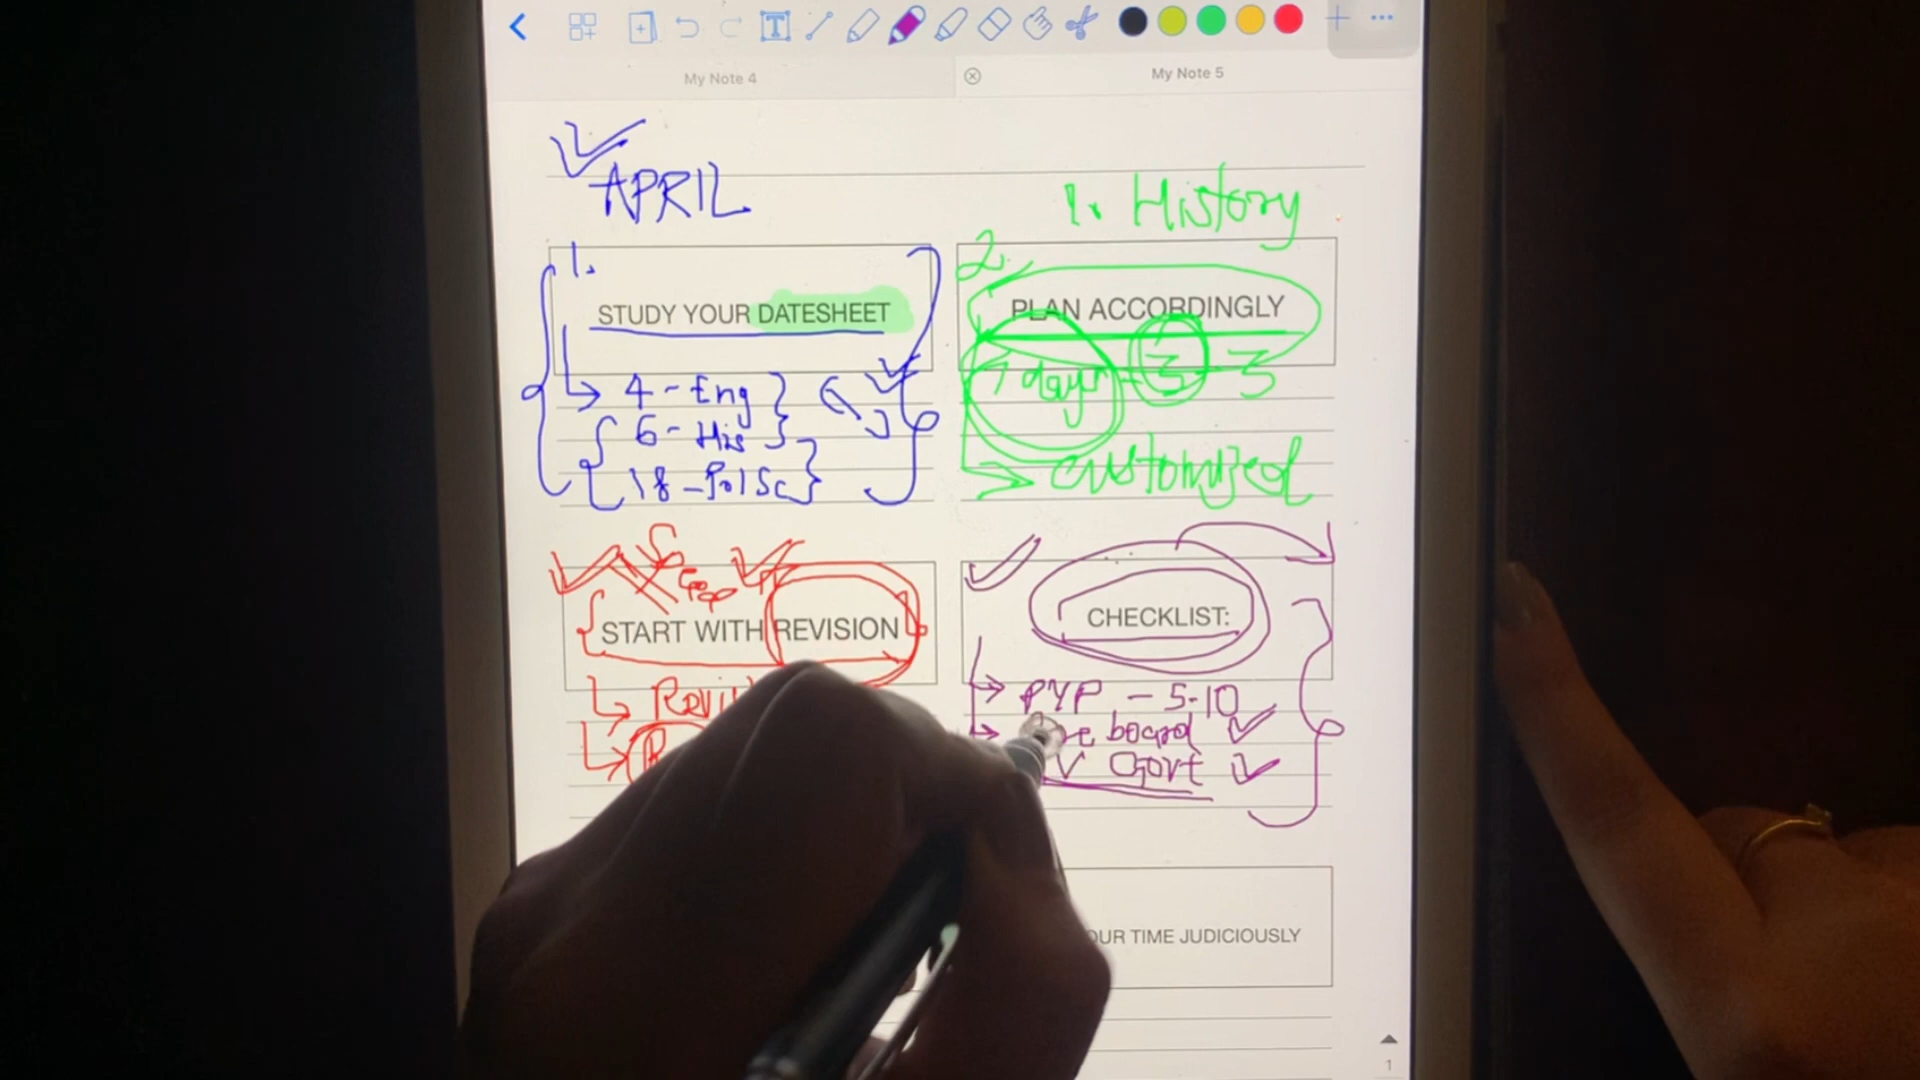 My Note 4
My Note 5
APRIL
1. History
1.
STUDY YOUR DATESHEET
4 - Eng
6 - His
18 - Pol Sc
2.
PLAN ACCORDINGLY
7 days - 3 - 3
customized
START WITH REVISION
CHECKLIST:
PYP - 5-10
board
Govt
OUR TIME JUDICIOUSLY
1